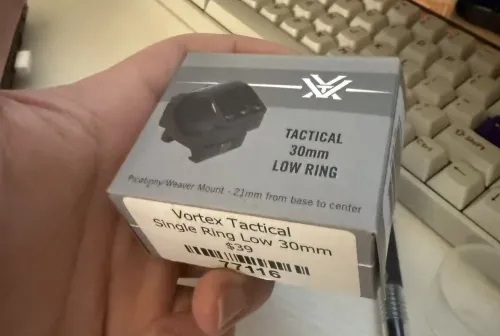 TACTICAL
30mm
LOW RING
Picatinny/Weaver Mount - 21mm from base to center
Vortex Tactical
Single Ring Low 30mm
$39
77116